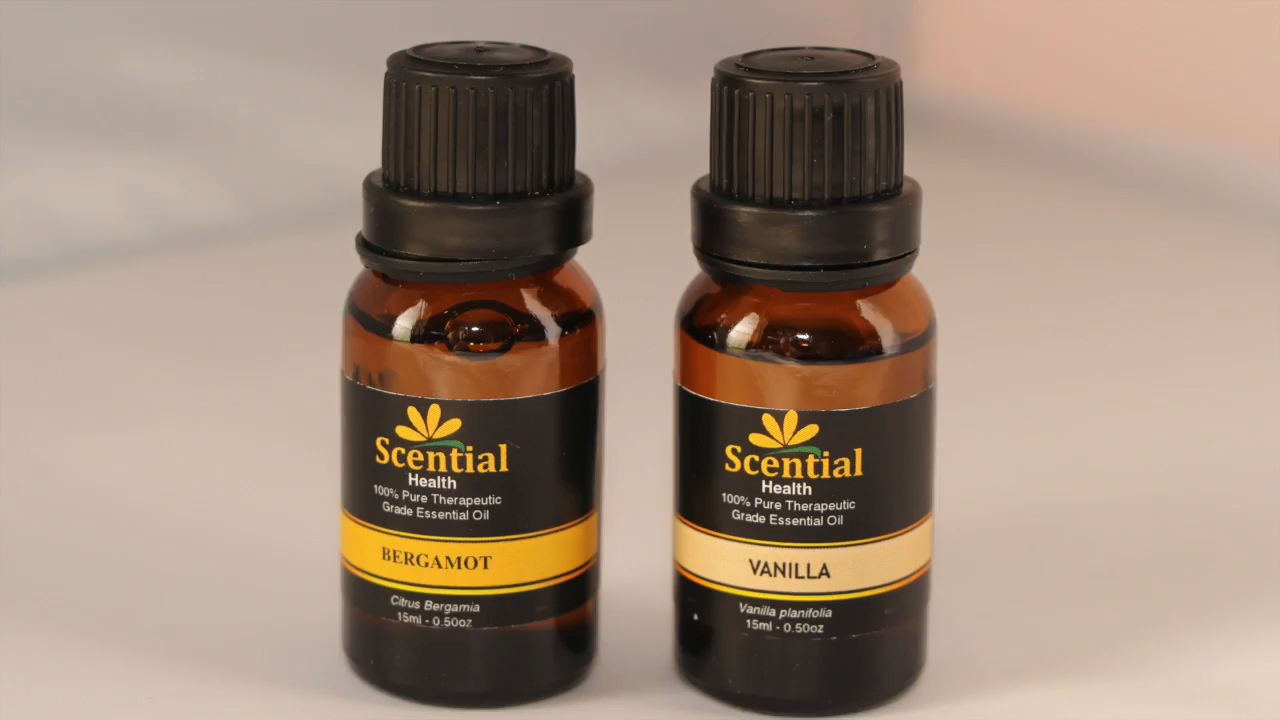 Scential
Health
100% Pure Therapeutic
Grade Essential Oil
BERGAMOT
Citrus Bergamia
15ml - 0.50oz
Scential
Health
100% Pure Therapeutic
Grade Essential Oil
VANILLA
Vanilla planifolia
15ml - 0.50oz